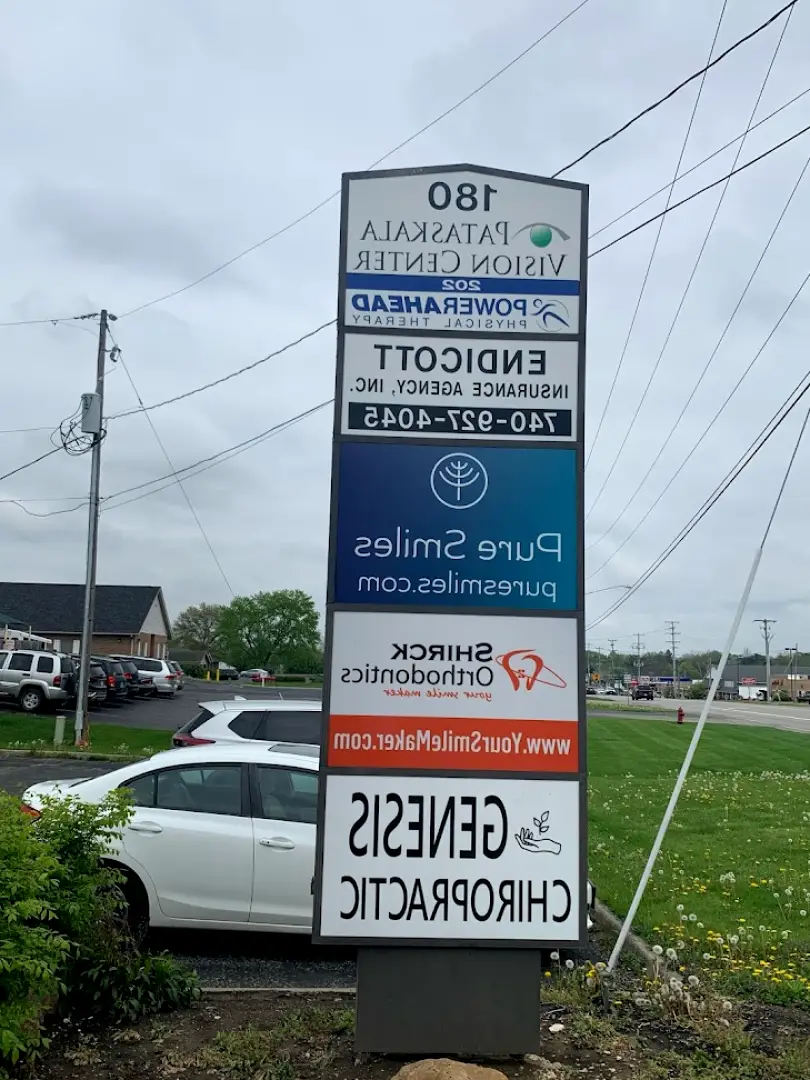 180
PATASKALA
VISION CENTER
202
POWERAHEAD
PHYSICAL THERAPY
ENDICOTT
INSURANCE AGENCY, INC.
740-927-4045
Pure Smiles
puresmiles.com
SHIRCK
Orthodontics
your smile maker
www.YourSmileMaker.com
GENESIS
CHIROPRACTIC